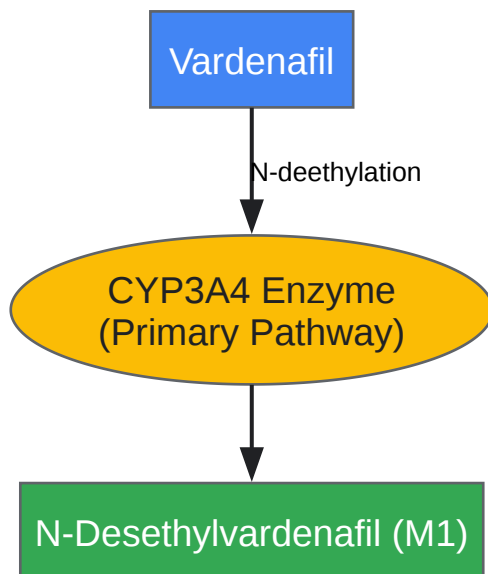 Vardenafil
N-deethylation
CYP3A4 Enzyme
(Primary Pathway)
N-Desethylvardenafil (M1)